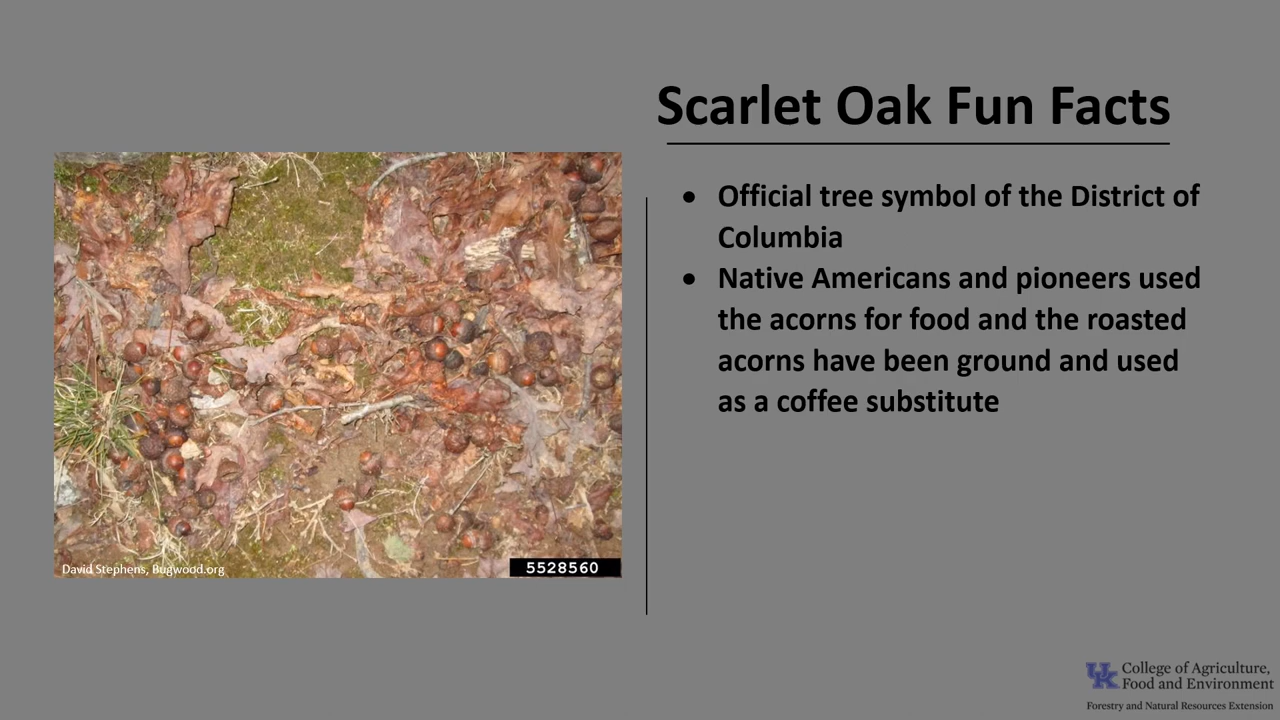 Scarlet Oak Fun Facts
• Official tree symbol of the District of
Columbia
• Native Americans and pioneers used
the acorns for food and the roasted
acorns have been ground and used
as a coffee substitute
David Stephens, Bugwood.org
5528560
UK
College of Agriculture,
Food and Environment
Forestry and Natural Resources Extension